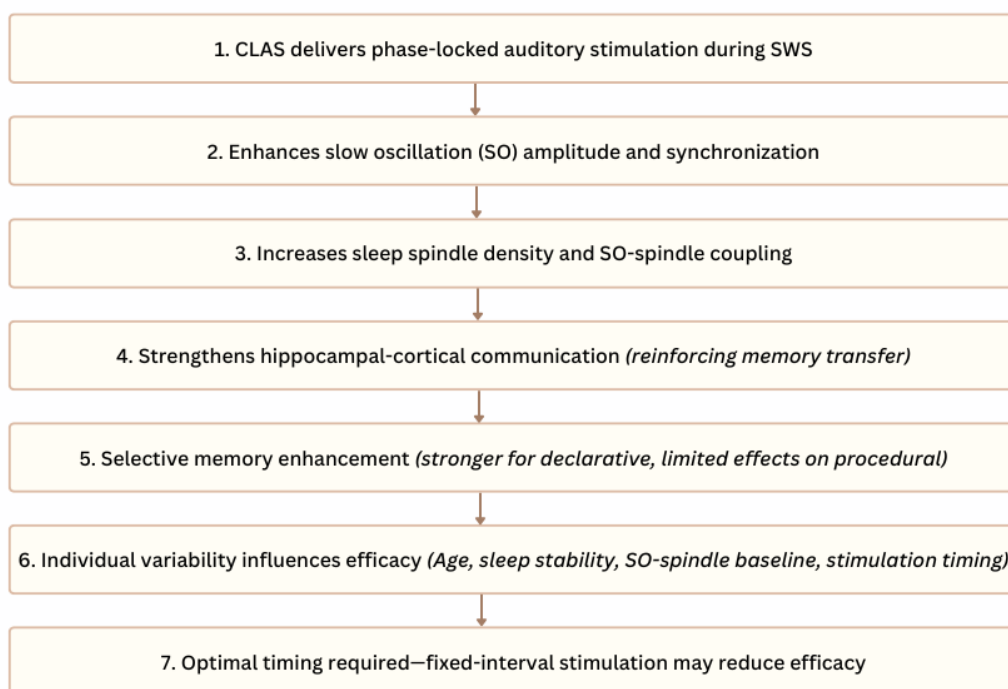 1. CLAS delivers phase-locked auditory stimulation during SWS
2. Enhances slow oscillation (SO) amplitude and synchronization
3. Increases sleep spindle density and SO-spindle coupling
4. Strengthens hippocampal-cortical communication (reinforcing memory transfer)
5. Selective memory enhancement (stronger for declarative, limited effects on procedural)
6. Individual variability influences efficacy (Age, sleep stability, SO-spindle baseline, stimulation timing)
7. Optimal timing required—fixed-interval stimulation may reduce efficacy